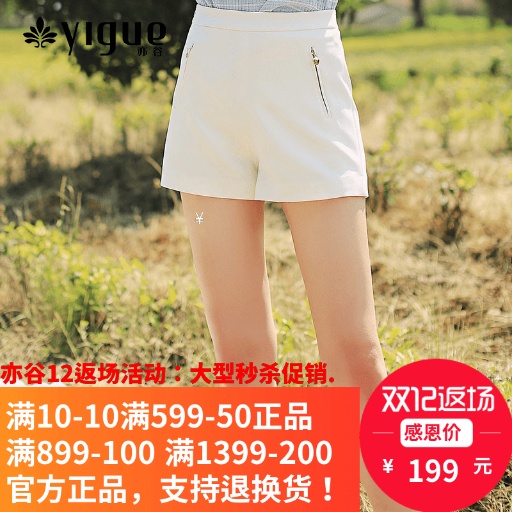 yigue
亦谷
¥
亦谷12返场活动：大型秒杀促销.
满10-10满599-50正品
满899-100 满1399-200
官方正品，支持退换货！
双12返场
感恩价
¥ 199 元